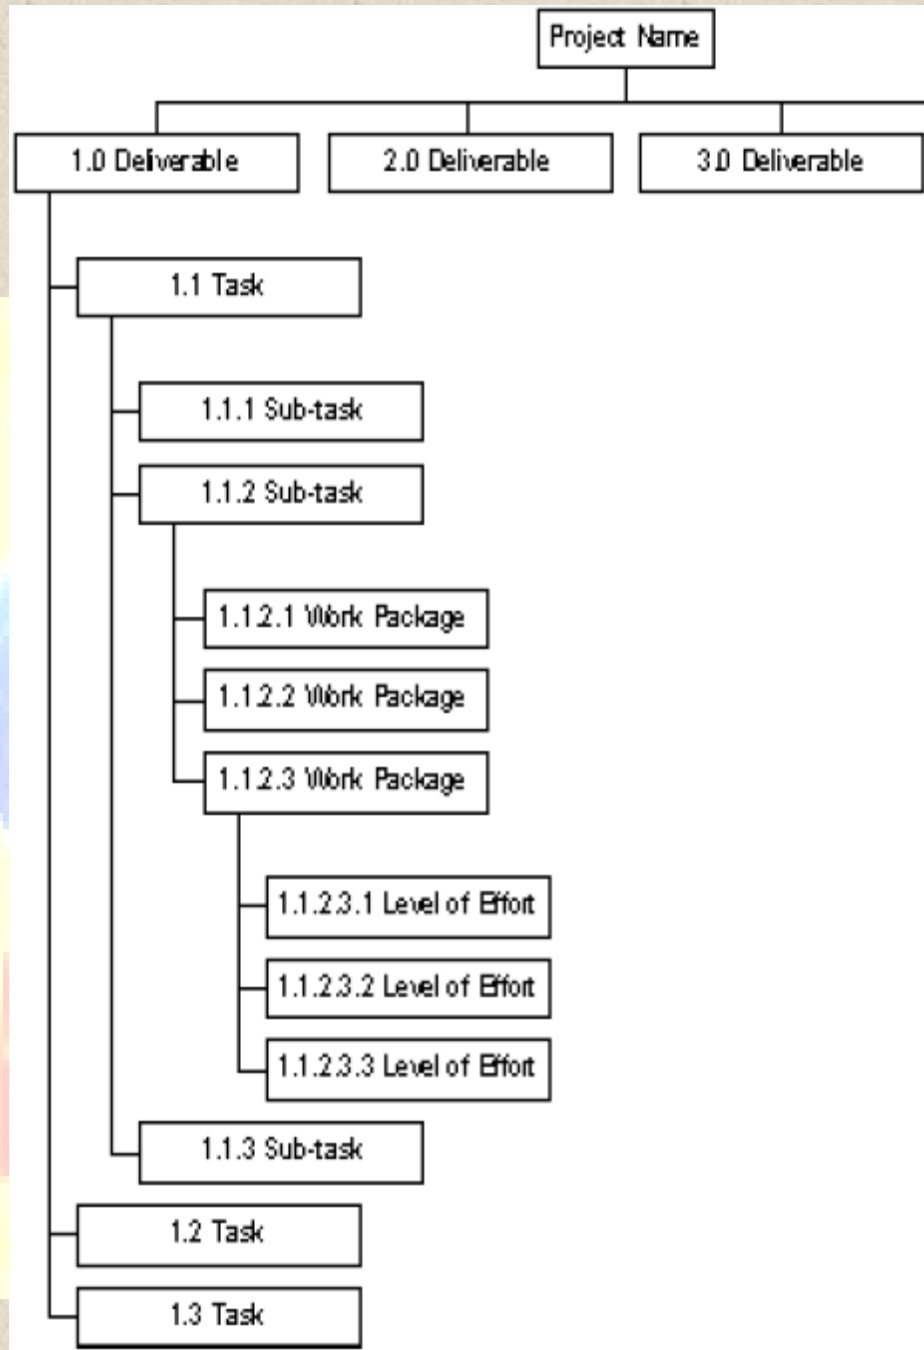 Project Name
1.0 Deliverable
2.0 Deliverable
3.0 Deliverable
1.1 Task
1.1.1 Sub-task
1.1.2 Sub-task
1.1.2.1 Work Package
1.1.2.2 Work Package
1.1.2.3 Work Package
1.1.2.3.1 Level of Effort
1.1.2.3.2 Level of Effort
1.1.2.3.3 Level of Effort
1.1.3 Sub-task
1.2 Task
1.3 Task